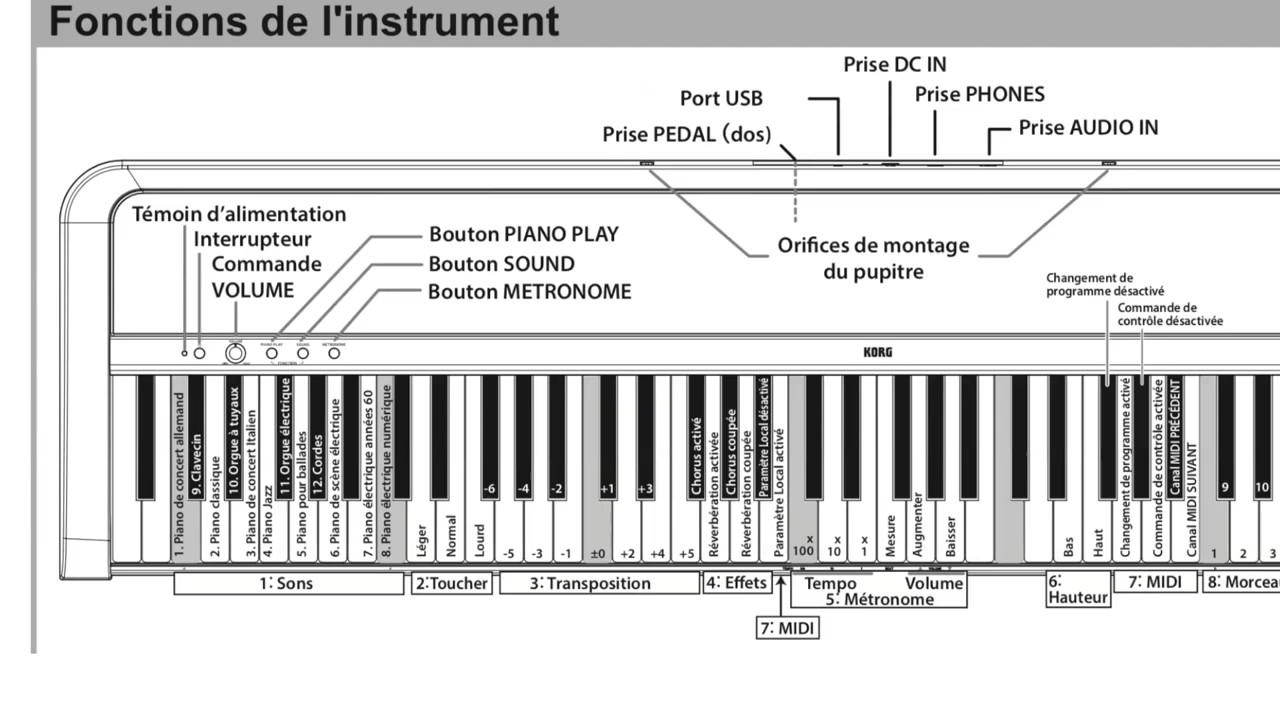 Fonctions de l'instrument
Prise DC IN
Port USB
Prise PHONES
Prise PEDAL (dos)
Prise AUDIO IN
Témoin d'alimentation
Interrupteur
Commande
VOLUME
Bouton PIANO PLAY
Bouton SOUND
Bouton METRONOME
Orifices de montage
du pupitre
Changement de
programme désactivé
Commande de
contrôle désactivée
VOLUME
PIANO PLAY
SOUND
METRONOME
FUNCTION
KORG
1. Piano de concert allemand
9. Clavecin
2. Piano classique
10. Orgue à tuyaux
3. Piano de concert Italien
4. Piano Jazz
11. Orgue électrique
5. Piano pour ballades
12. Cordes
6. Piano de scène électrique
7. Piano électrique années 60
8. Piano électrique numérique
Léger
Normal
Lourd
-6
-5
-4
-3
-2
-1
±0
+1
+2
+3
+4
+5
Chorus activé
Réverbération activée
Chorus coupée
Réverbération coupée
Paramètre Local désactivé
Paramètre Local activé
x
100
x
10
x
1
Mesure
Augmenter
Baisser
Bas
Haut
Changement de programme activé
Commande de contrôle activée
Canal MIDI PRÉCÉDENT
Canal MIDI SUIVANT
1
9
2
10
3
1: Sons
2: Toucher
3: Transposition
4: Effets
7: MIDI
Tempo
Volume
5: Métronome
6:
Hauteur
7: MIDI
8: Morceau